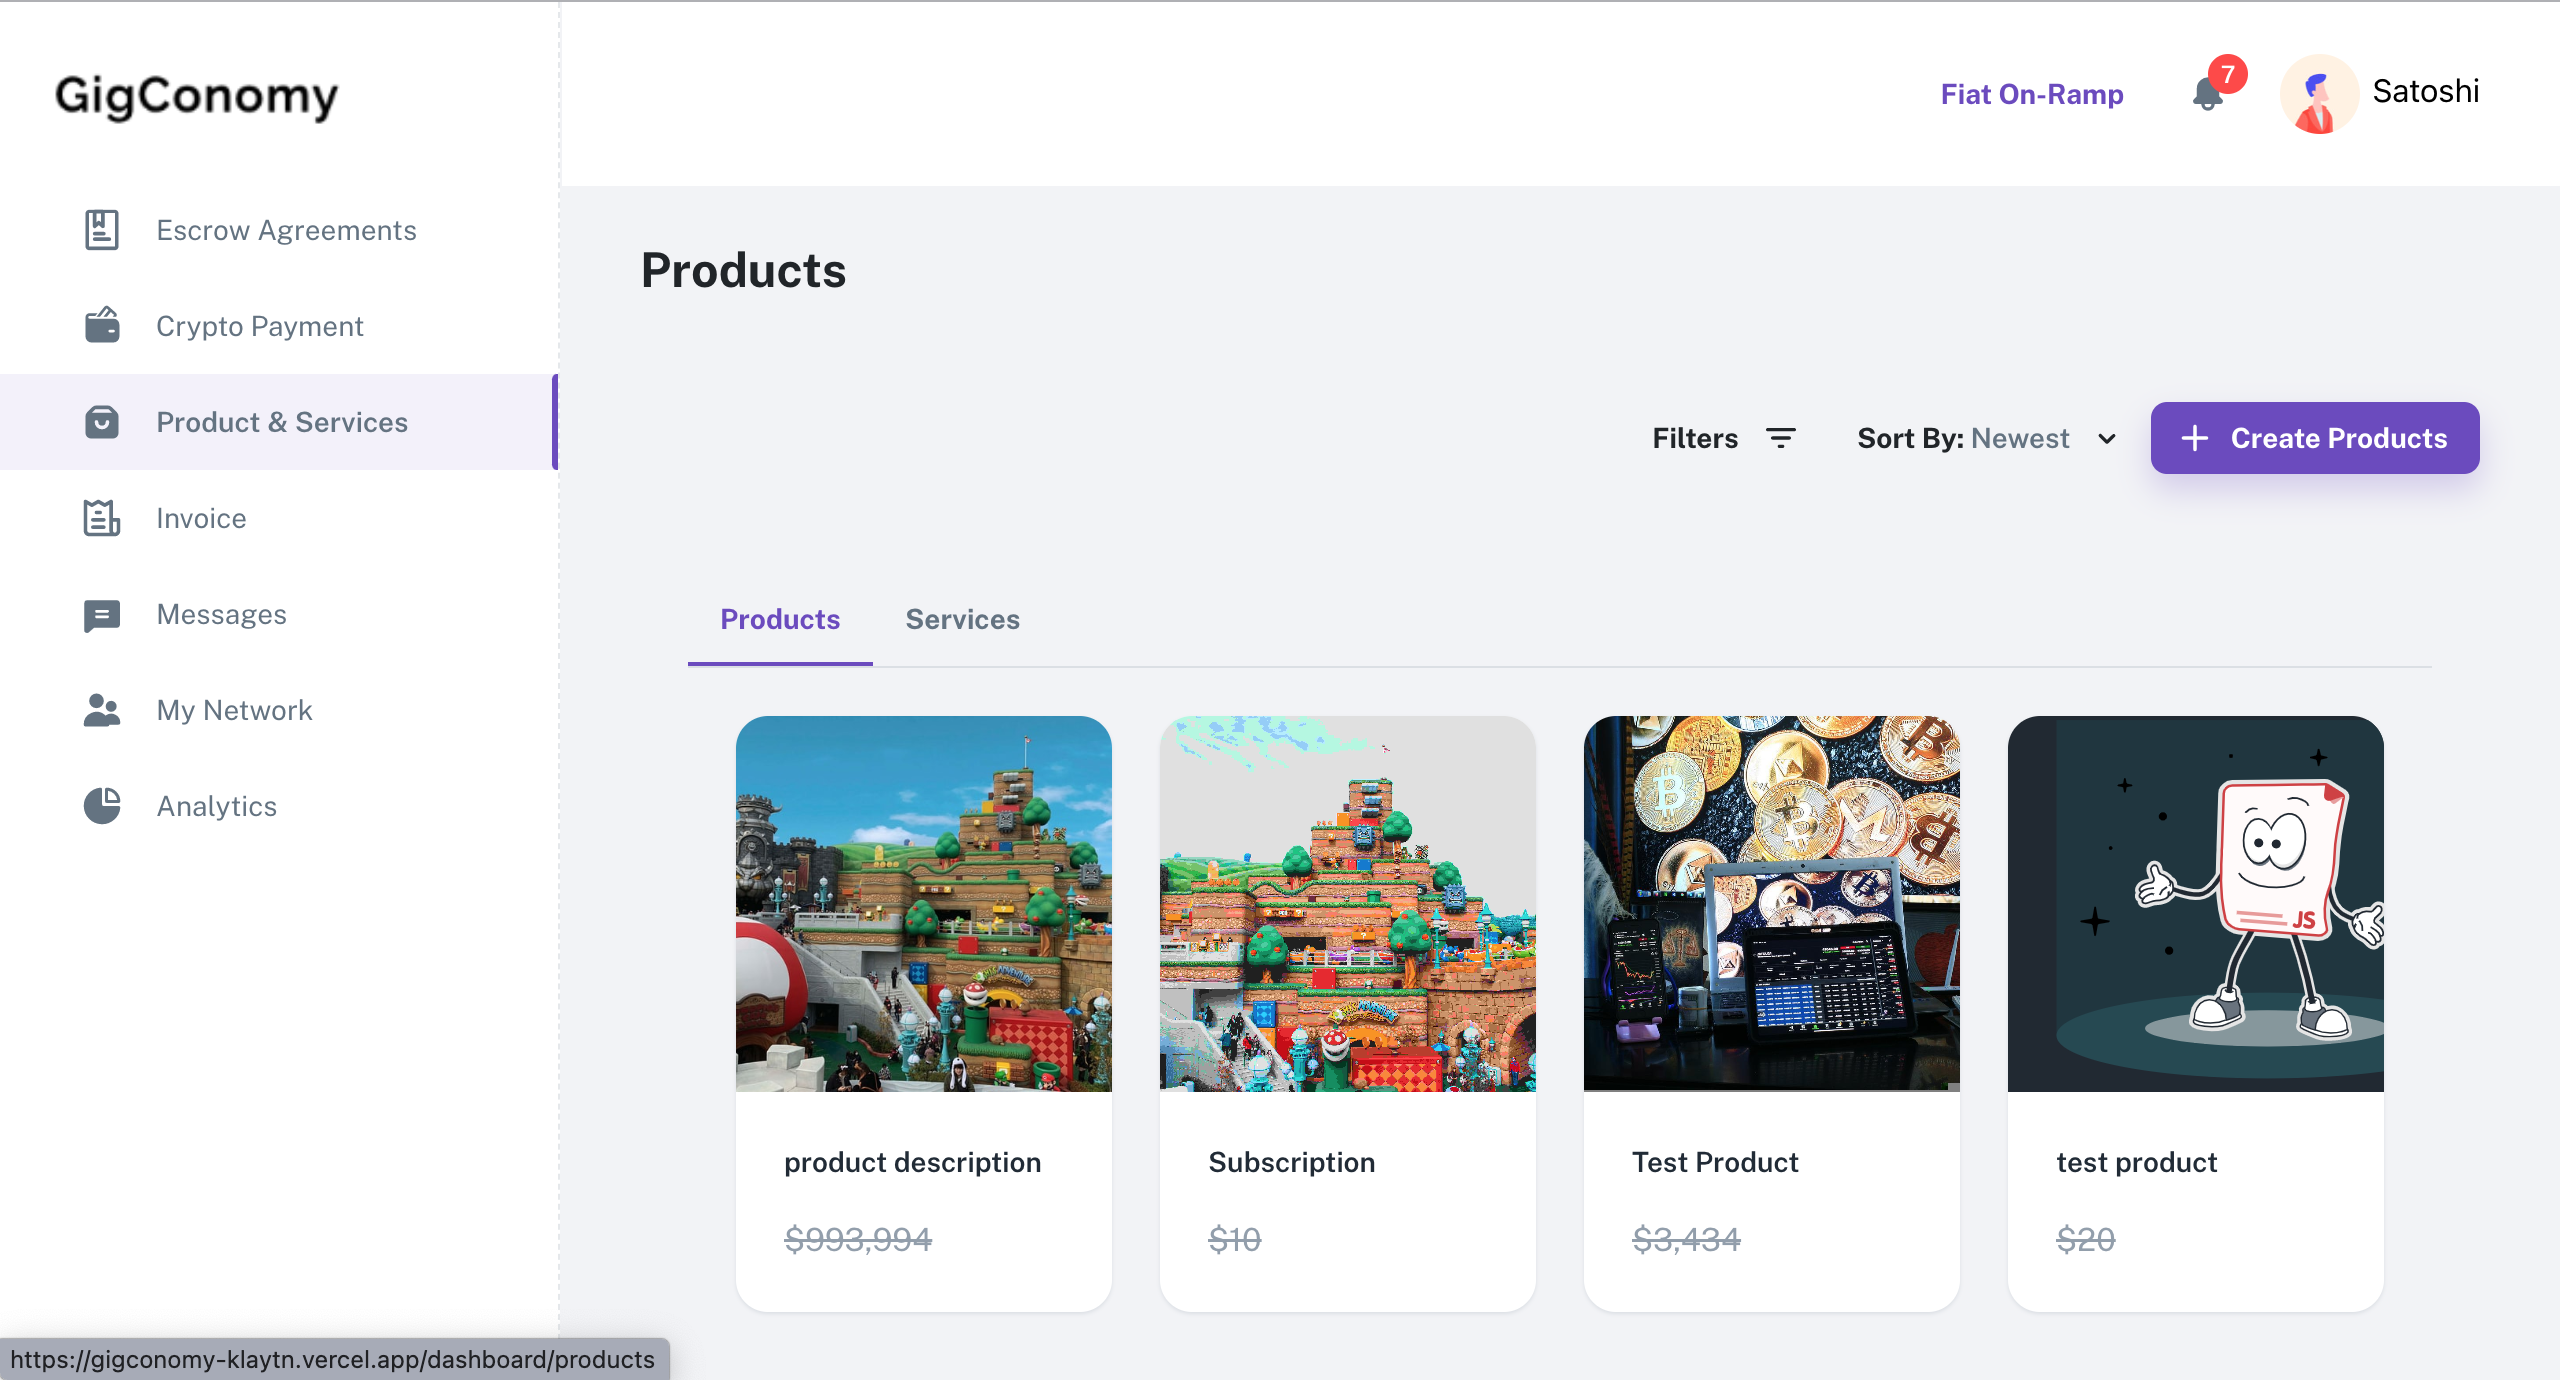 GigConomy
Fiat On-Ramp
7
Satoshi
Escrow Agreements
Crypto Payment
Product & Services
Invoice
Messages
My Network
Analytics
Products
Filters
Sort By: Newest
Create Products
Products
Services
JS
product description
$993,994
Subscription
$10
Test Product
$3,434
test product
$20
https://gigconomy-klaytn.vercel.app/dashboard/products